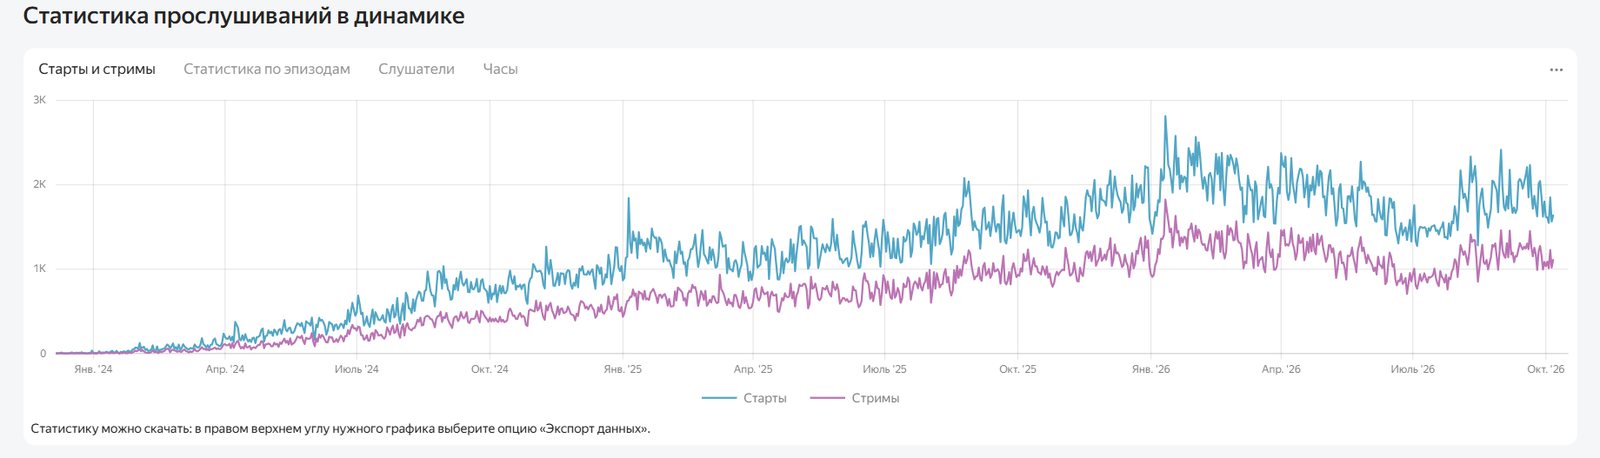 Статистика прослушиваний в динамике
Старты и стримы Статистика по эпизодам Слушатели Часы
3K
2K
1K
0
Янв. '24 Апр. '24 Июль '24 Окт. '24 Янв. '25 Апр. '25 Июль '25 Окт. '25 Янв. '26 Апр. '26 Июль '26 Окт. '26
Старты Стримы
Статистику можно скачать: в правом верхнем углу нужного графика выберите опцию «Экспорт данных».